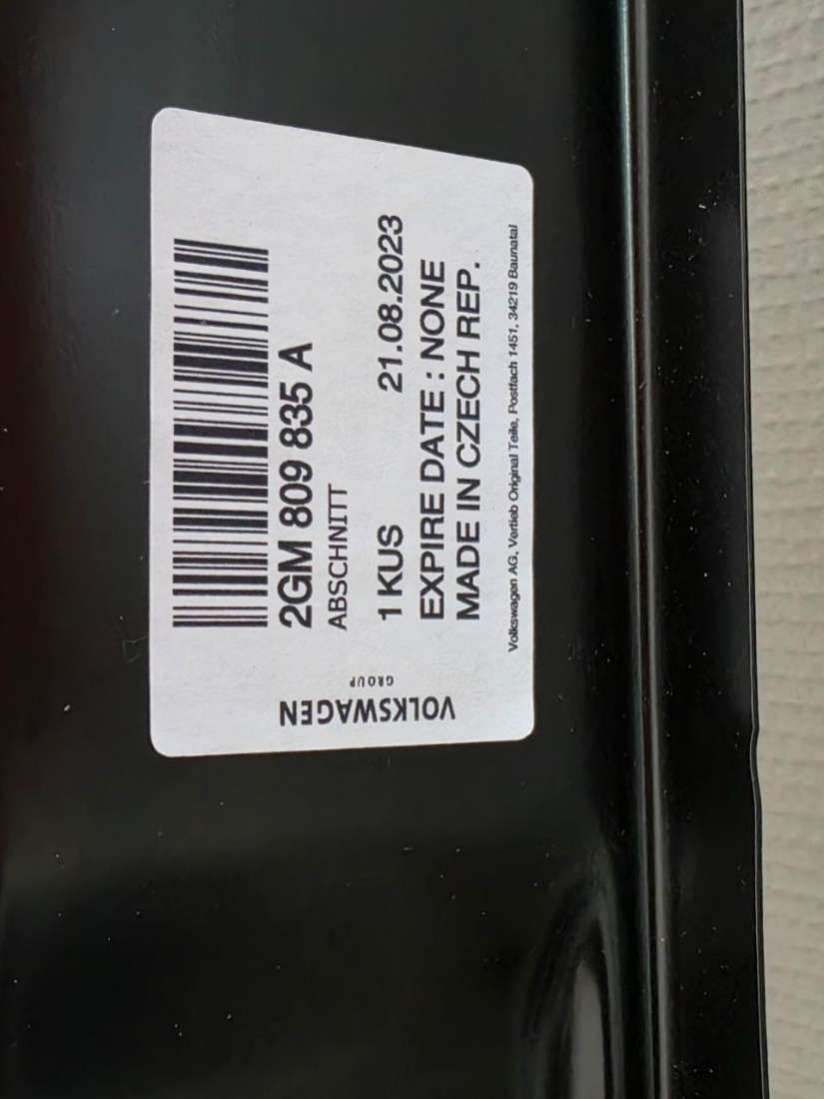 2GM 809 835 A
ABSCHNITT
1 KUS 21.08.2023
EXPIRE DATE : NONE
MADE IN CZECH REP.
Volkswagen AG, Vertrieb Original Teile, Postfach 1451, 34219 Baunatal
VOLKSWAGEN
GROUP